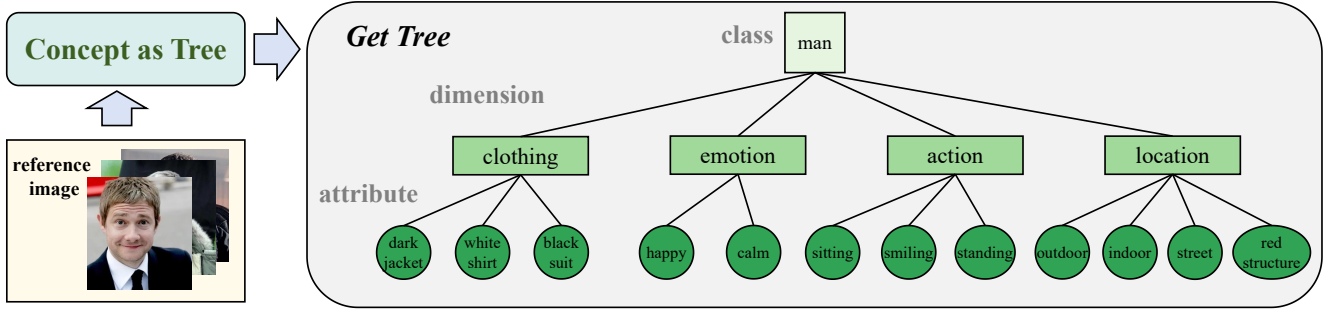 Concept as Tree
reference
image
Get Tree
class
man
dimension
clothing
emotion
action
location
attribute
dark
jacket
white
shirt
black
suit
happy
calm
sitting
smiling
standing
outdoor
indoor
street
red
structure